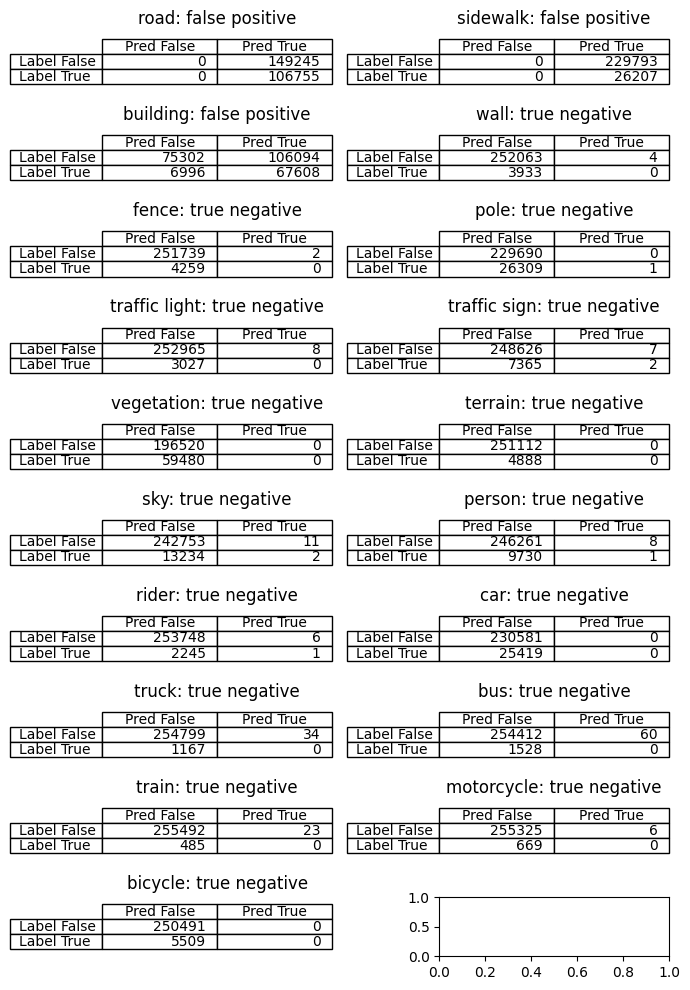 road: false positive
Pred False Pred True
Label False 0 149245
Label True 0 106755
sidewalk: false positive
Pred False Pred True
Label False 0 229793
Label True 0 26207
building: false positive
Pred False Pred True
Label False 75302 106094
Label True 6996 67608
wall: true negative
Pred False Pred True
Label False 252063 4
Label True 3933 0
fence: true negative
Pred False Pred True
Label False 251739 2
Label True 4259 0
pole: true negative
Pred False Pred True
Label False 229690 0
Label True 26309 1
traffic light: true negative
Pred False Pred True
Label False 252965 8
Label True 3027 0
traffic sign: true negative
Pred False Pred True
Label False 248626 7
Label True 7365 2
vegetation: true negative
Pred False Pred True
Label False 196520 0
Label True 59480 0
terrain: true negative
Pred False Pred True
Label False 251112 0
Label True 4888 0
sky: true negative
Pred False Pred True
Label False 242753 11
Label True 13234 2
person: true negative
Pred False Pred True
Label False 246261 8
Label True 9730 1
rider: true negative
Pred False Pred True
Label False 253748 6
Label True 2245 1
car: true negative
Pred False Pred True
Label False 230581 0
Label True 25419 0
truck: true negative
Pred False Pred True
Label False 254799 34
Label True 1167 0
bus: true negative
Pred False Pred True
Label False 254412 60
Label True 1528 0
train: true negative
Pred False Pred True
Label False 255492 23
Label True 485 0
motorcycle: true negative
Pred False Pred True
Label False 255325 6
Label True 669 0
bicycle: true negative
Pred False Pred True
Label False 250491 0
Label True 5509 0
1.0
0.5
0.0
0.0 0.2 0.4 0.6 0.8 1.0